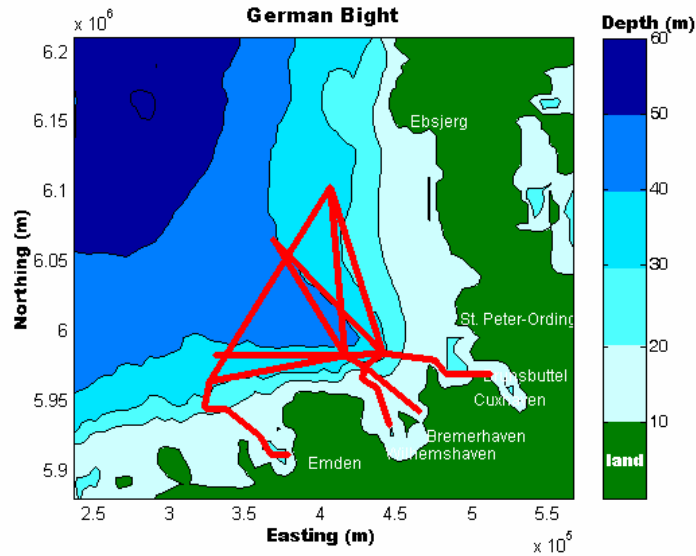 German Bight
Depth (m)
x 10^6
60
6.2
6.15
50
Ebsjerg
6.1
40
Northing (m)
6.05
30
St. Peter-Ording
6
20
Cuxhaven
5.95
10
Bremerhaven
Wilhemshaven
Emden
land
5.9
2.5 3 3.5 4 4.5 5 5.5
Easting (m)
x 10^5